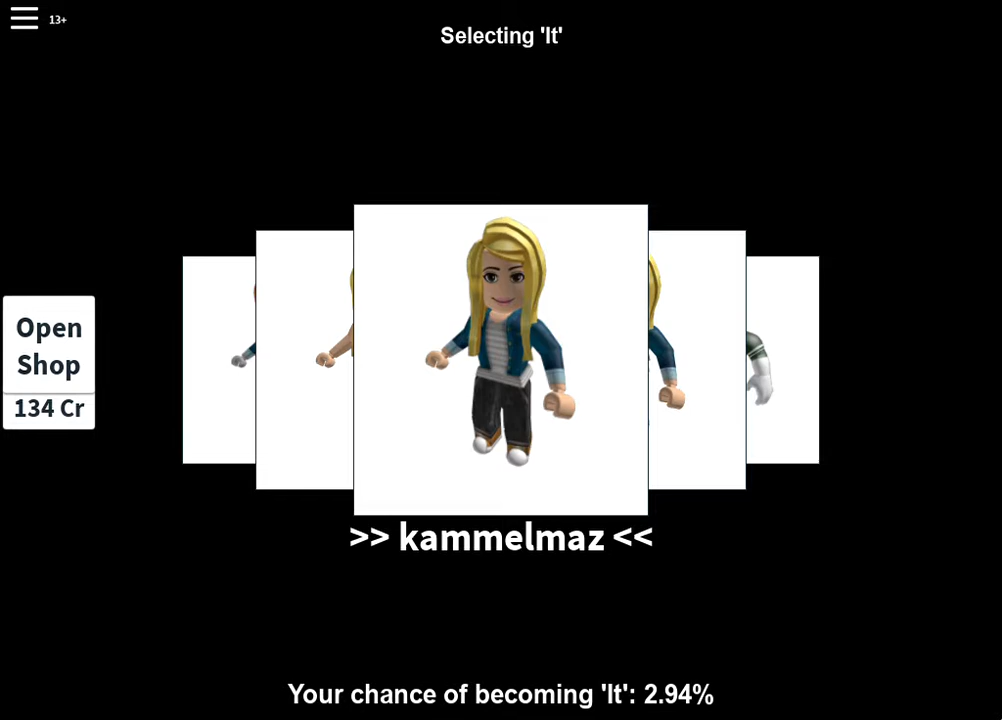 13+
Selecting 'It'
Open
Shop
134 Cr
>> kammelmaz <<
Your chance of becoming 'It': 2.94%